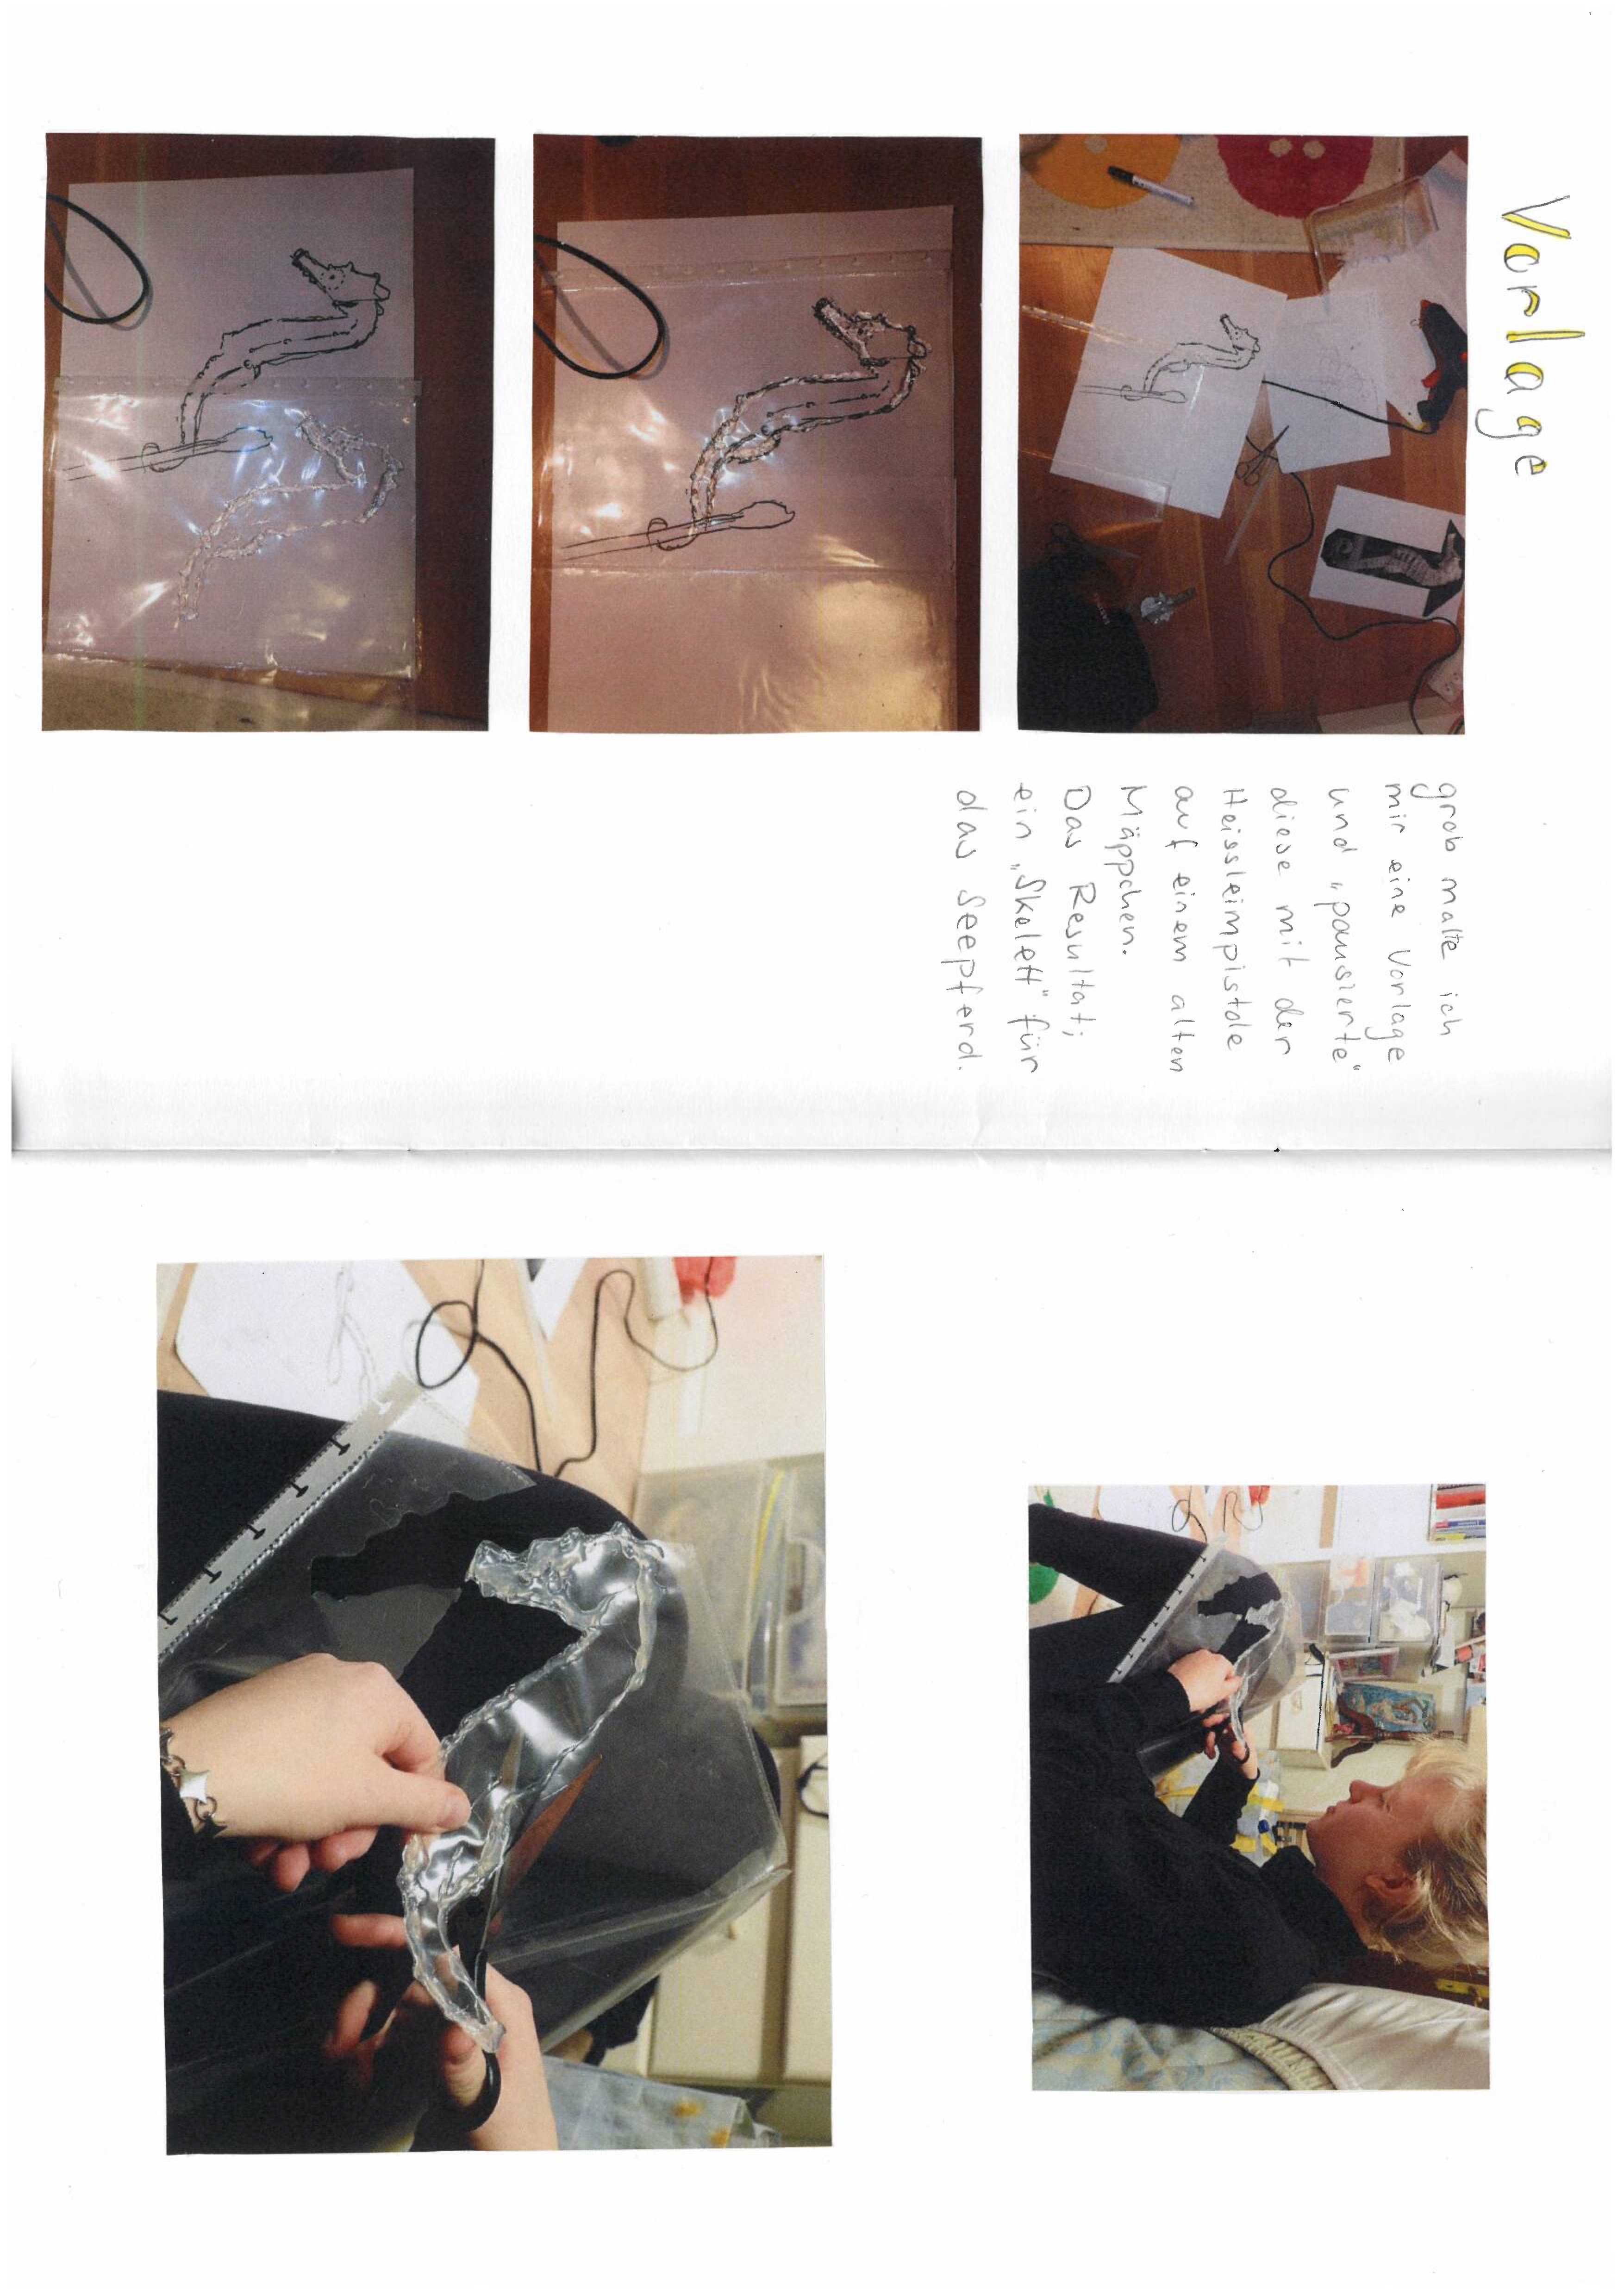 Vorlage
grob malte ich
mir eine Vorlage
und „pausierte"
diese mit der
Heissleimpistole
auf einem alten
Mäppchen.
Das Resultat;
ein „Skelett" für
das Seepferd.